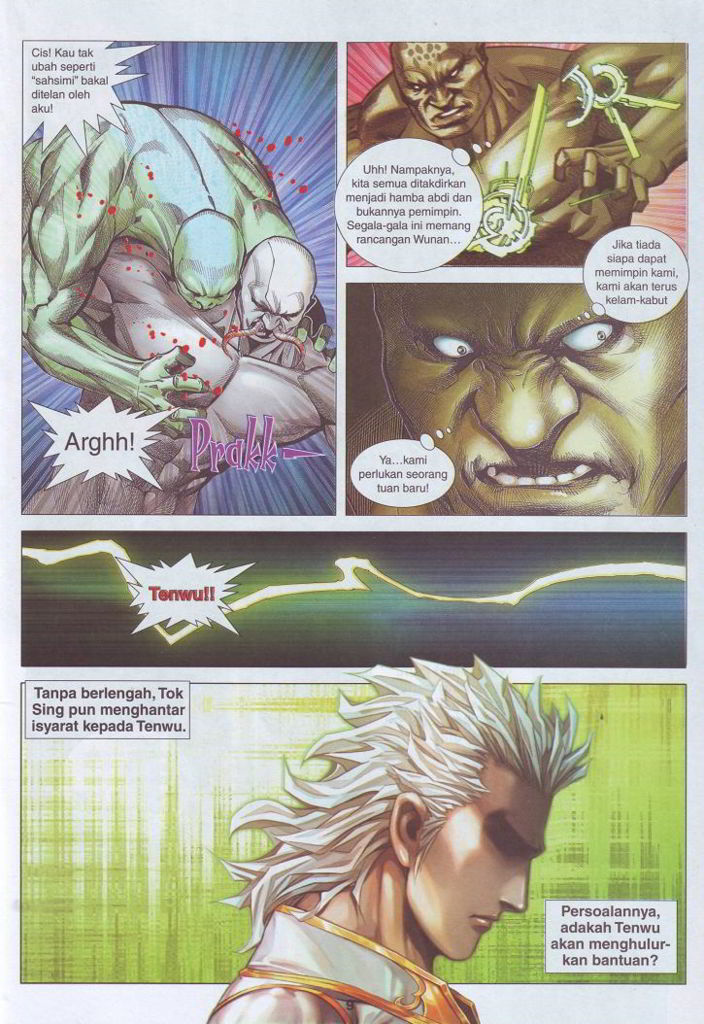 Cis! Kau tak
ubah seperti
"sahsimi" bakal
ditelan oleh
aku!
Arghh!
Prakk
Uhh! Nampaknya,
kita semua ditakdirkan
menjadi hamba abdi dan
bukannya pemimpin.
Segala-gala ini memang
rancangan Wunan...
Jika tiada
siapa dapat
memimpin kami,
kami akan terus
kelam-kabut
Ya...kami
perlukan seorang
tuan baru!
Tenwu!!
Tanpa berlengah, Tok
Sing pun menghantar
isyarat kepada Tenwu.
Persoalannya,
adakah Tenwu
akan menghulur-
kan bantuan?
9